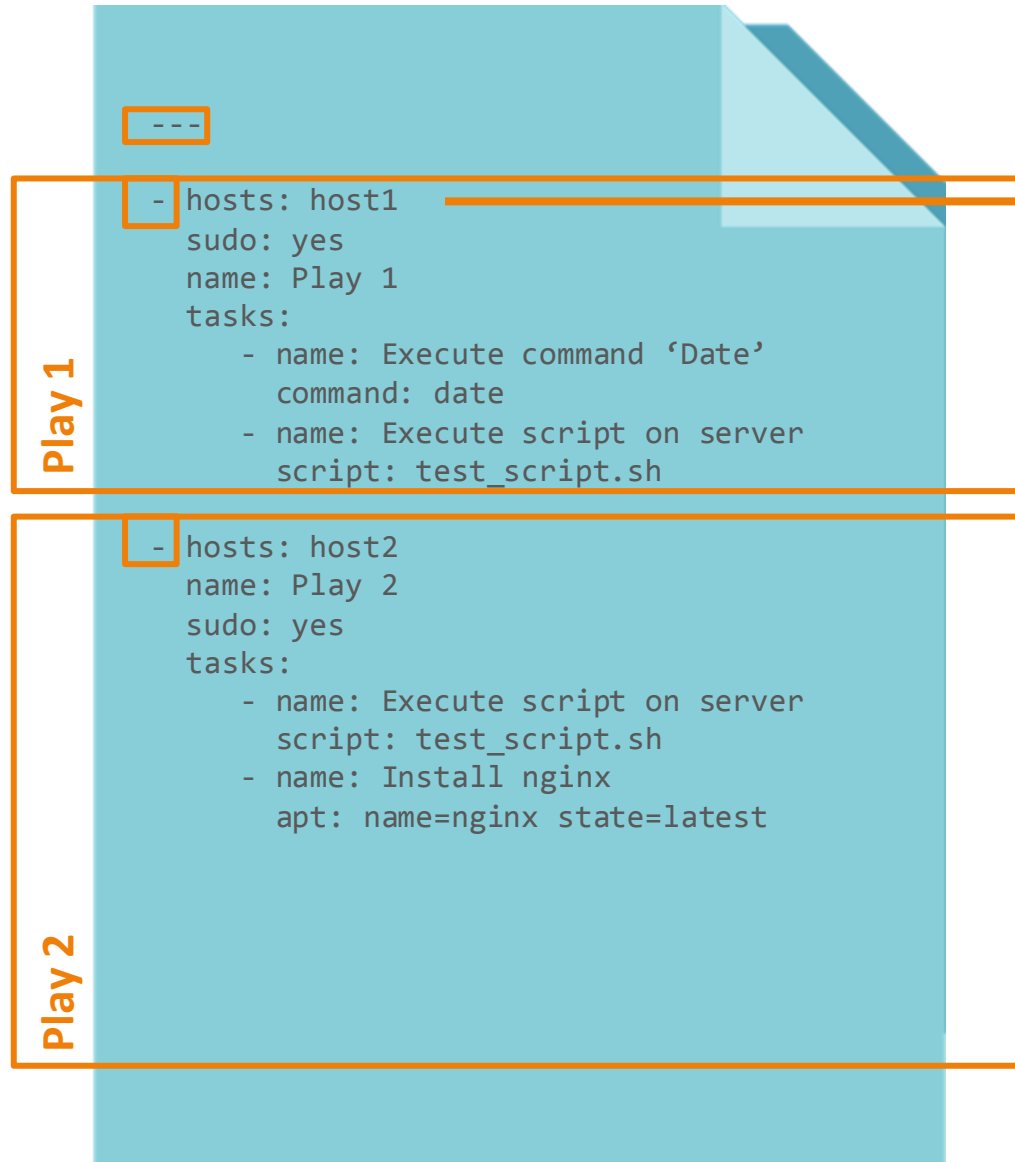 ---
- hosts: host1
sudo: yes
name: Play 1
tasks:
- name: Execute command ‘Date’
command: date
- name: Execute script on server
script: test_script.sh
Play 1
- hosts: host2
name: Play 2
sudo: yes
tasks:
- name: Execute script on server
script: test_script.sh
- name: Install nginx
apt: name=nginx state=latest
Play 2